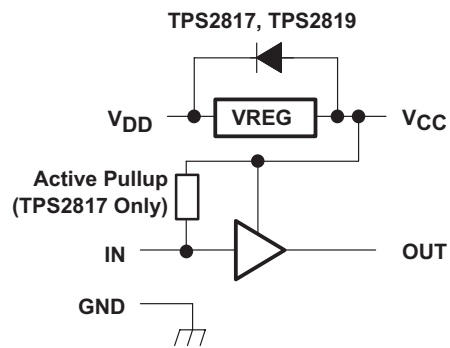 TPS2817, TPS2819
VDD
VREG
VCC
Active Pullup
(TPS2817 Only)
IN
OUT
GND